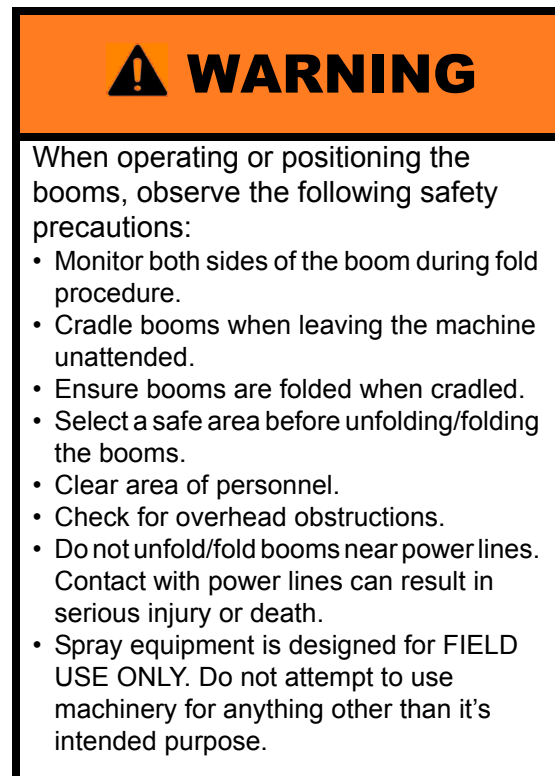 WARNING
When operating or positioning the
booms, observe the following safety
precautions:
• Monitor both sides of the boom during fold
procedure.
• Cradle booms when leaving the machine
unattended.
• Ensure booms are folded when cradled.
• Select a safe area before unfolding/folding
the booms.
• Clear area of personnel.
• Check for overhead obstructions.
• Do not unfold/fold booms near power lines.
Contact with power lines can result in
serious injury or death.
• Spray equipment is designed for FIELD
USE ONLY. Do not attempt to use
machinery for anything other than it’s
intended purpose.